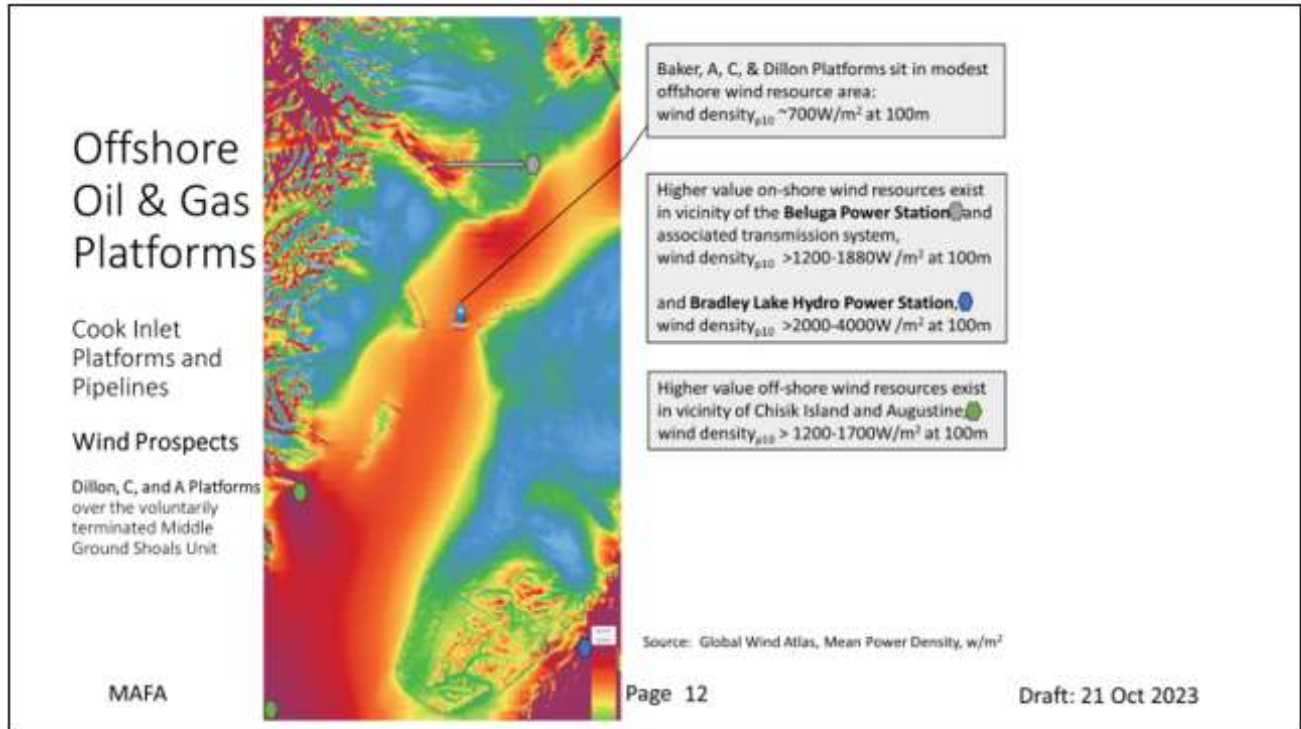 Offshore
Oil & Gas
Platforms
Cook Inlet
Platforms and
Pipelines
Wind Prospects
Dillon, C, and A Platforms
over the voluntarily
terminated Middle
Ground Shoals Unit
Baker, A, C, & Dillon Platforms sit in modest
offshore wind resource area:
wind densityp10 ~700W/m² at 100m
Higher value on-shore wind resources exist
in vicinity of the Beluga Power Station and
associated transmission system,
wind densityp10 >1200-1880W /m² at 100m
and Bradley Lake Hydro Power Station,
wind densityp10 >2000-4000W /m² at 100m
Higher value off-shore wind resources exist
in vicinity of Chisik Island and Augustine,
wind densityp10 > 1200-1700W/m² at 100m
Source: Global Wind Atlas, Mean Power Density, w/m²
MAFA
Page 12
Draft: 21 Oct 2023